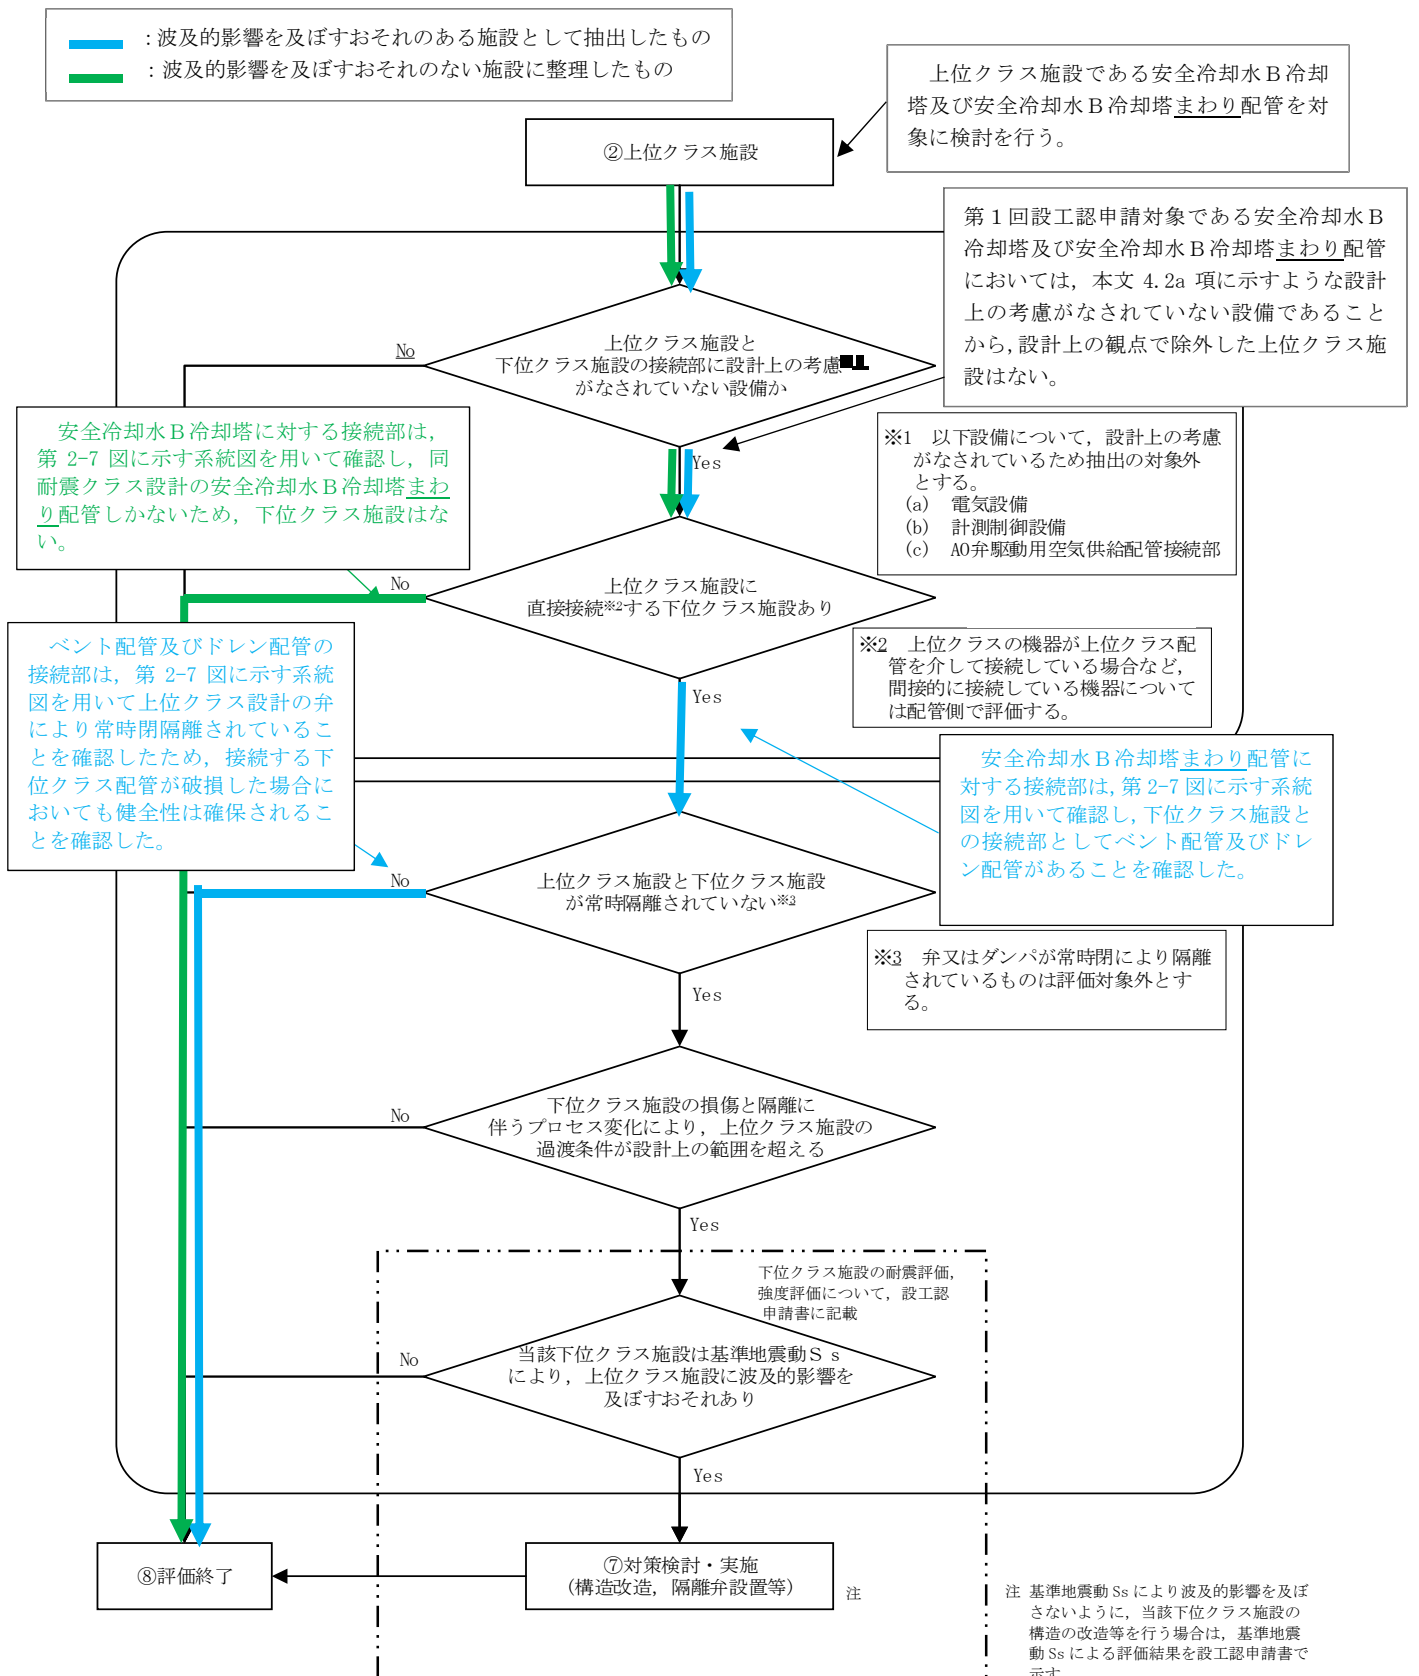 ：波及的影響を及ぼすおそれのある施設として抽出したもの
：波及的影響を及ぼすおそれのない施設に整理したもの
上位クラス施設である安全冷却水Ｂ冷却
塔及び安全冷却水Ｂ冷却塔まわり配管を対
象に検討を行う。
②上位クラス施設
第１回設工認申請対象である安全冷却水Ｂ
冷却塔及び安全冷却水Ｂ冷却塔まわり配管
においては，本文 4.2a 項に示すような設計
上の考慮がなされていない設備であること
から，設計上の観点で除外した上位クラス施
設はない。
上位クラス施設と
下位クラス施設の接続部に設計上の考慮
がなされていない設備か
No
Yes
安全冷却水Ｂ冷却塔に対する接続部は，
第 2-7 図に示す系統図を用いて確認し，同
耐震クラス設計の安全冷却水Ｂ冷却塔まわ
り配管しかないため，下位クラス施設はな
い。
※1　以下設備について，設計上の考慮
がなされているため抽出の対象外
とする。
(a)　電気設備
(b)　計測制御設備
(c)　AO弁駆動用空気供給配管接続部
上位クラス施設に
直接接続※2する下位クラス施設あり
No
Yes
※2　上位クラスの機器が上位クラス配
管を介して接続している場合など，
間接的に接続している機器について
は配管側で評価する。
ベント配管及びドレン配管の
接続部は，第 2-7 図に示す系統
図を用いて上位クラス設計の弁
により常時閉隔離されているこ
とを確認したため，接続する下
位クラス配管が破損した場合に
おいても健全性は確保されるこ
とを確認した。
安全冷却水Ｂ冷却塔まわり配管に
対する接続部は，第 2-7 図に示す系統
図を用いて確認し，下位クラス施設と
の接続部としてベント配管及びドレ
ン配管があることを確認した。
上位クラス施設と下位クラス施設
が常時隔離されていない※3
No
Yes
※3　弁又はダンパが常時閉により隔離
されているものは評価対象外とす
る。
下位クラス施設の損傷と隔離に
伴うプロセス変化により，上位クラス施設の
過渡条件が設計上の範囲を超える
No
Yes
下位クラス施設の耐震評価，
強度評価について，設工認
申請書に記載
当該下位クラス施設は基準地震動Ｓｓ
により，上位クラス施設に波及的影響を
及ぼすおそれあり
No
Yes
⑧評価終了
⑦対策検討・実施
（構造改造，隔離弁設置等）
注
注 基準地震動 Ss により波及的影響を及ぼ
さないように，当該下位クラス施設の
構造の改造等を行う場合は，基準地震
動 Ss による評価結果を設工認申請書で
示す